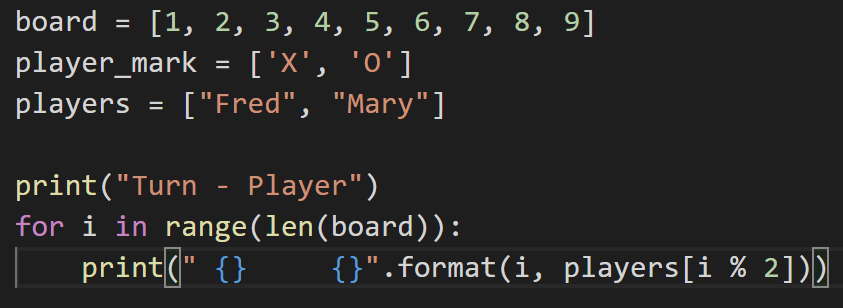 board = [1, 2, 3, 4, 5, 6, 7, 8, 9]
player_mark = ['X', 'O']
players = ["Fred", "Mary"]

print("Turn - Player")
for i in range(len(board)):
    print(" {}     {}".format(i, players[i % 2]))